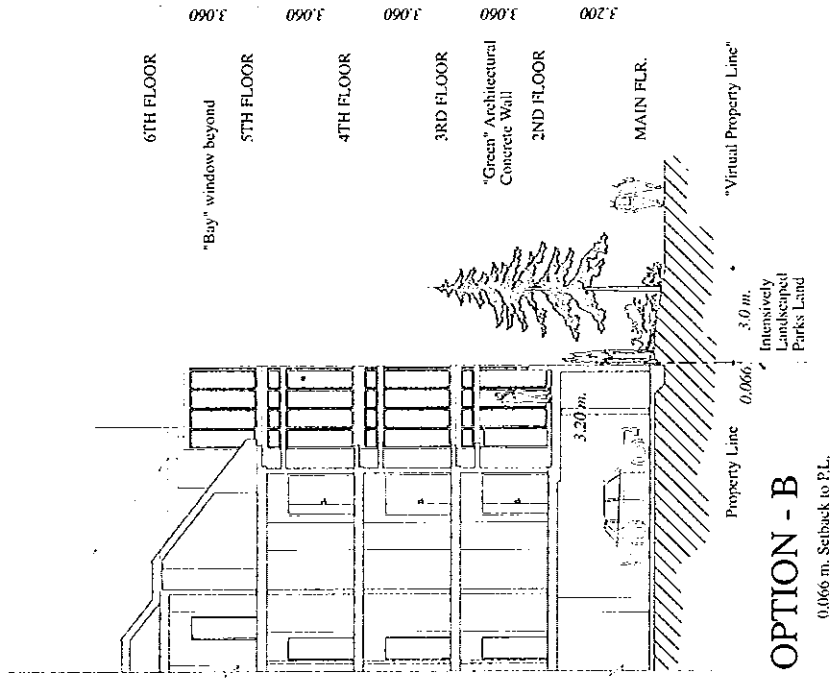 3.060
3.060
3.060
3.060
3.200
6TH FLOOR
"Bay" window beyond
5TH FLOOR
4TH FLOOR
3RD FLOOR
"Green" Architectural
Concrete Wall
2ND FLOOR
MAIN FLR.
3.20 m.
Property Line
0.066
3.0 m.
"Virtual Property Line"
Intensively
Landscaped
Parks Land
OPTION - B
0.066 m. Setback to P.L.